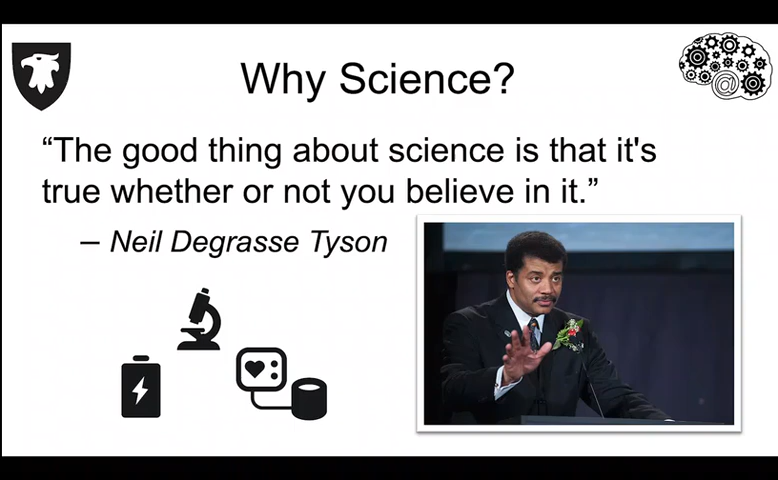 Why Science?
“The good thing about science is that it's
true whether or not you believe in it.”
– Neil Degrasse Tyson
@